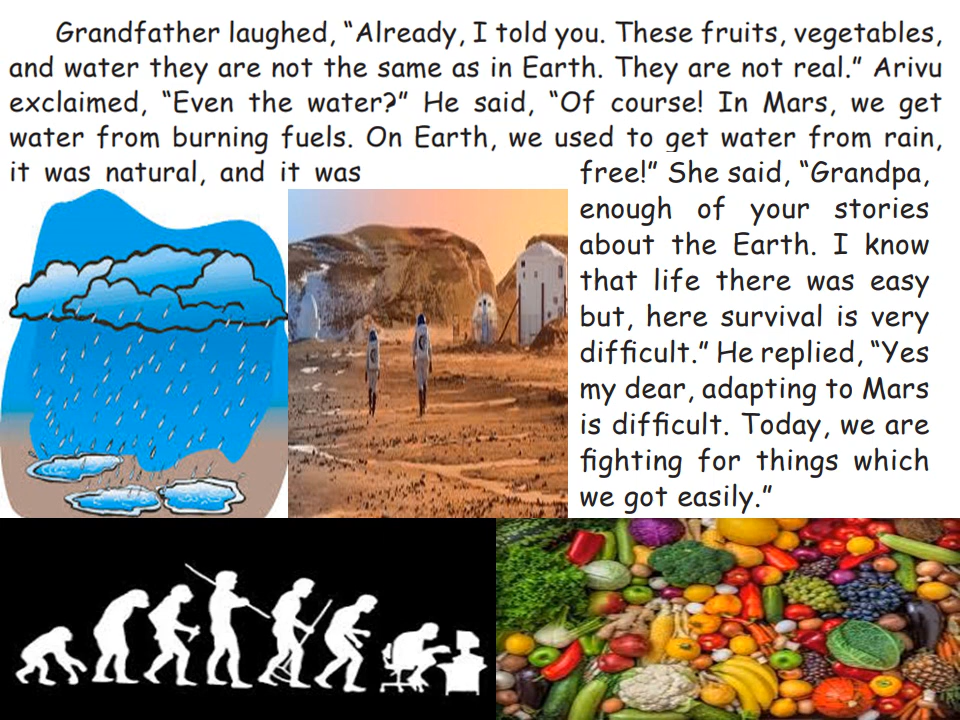 Grandfather laughed, “Already, I told you. These fruits, vegetables,
and water they are not the same as in Earth. They are not real.” Arivu
exclaimed, “Even the water?” He said, “Of course! In Mars, we get
water from burning fuels. On Earth, we used to get water from rain,
it was natural, and it was
free!” She said, “Grandpa,
enough of your stories
about the Earth. I know
that life there was easy
but, here survival is very
difficult.” He replied, “Yes
my dear, adapting to Mars
is difficult. Today, we are
fighting for things which
we got easily.”